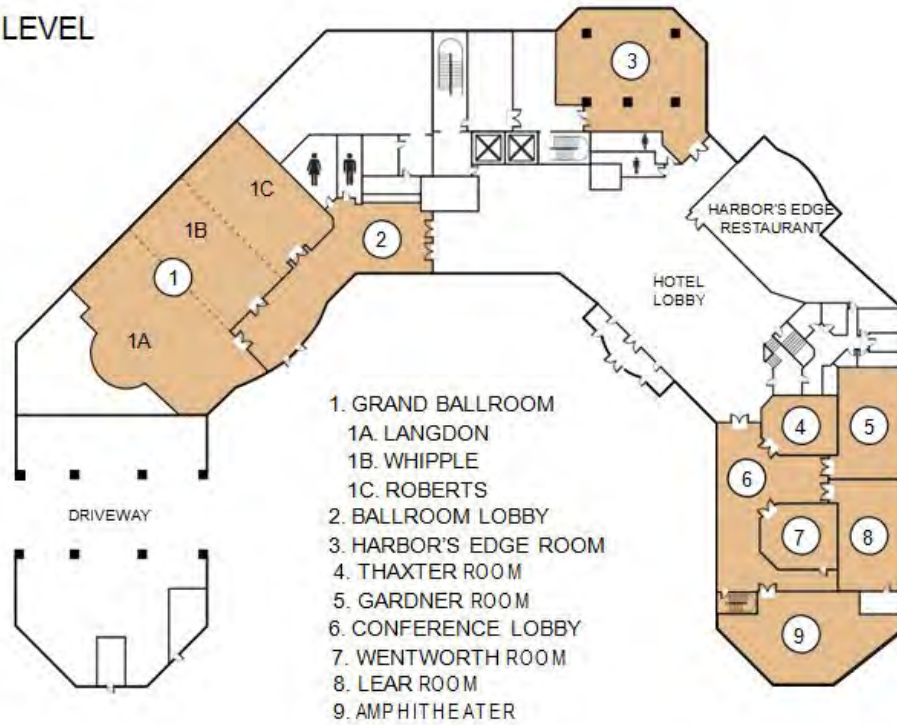 LEVEL
3
1C
HARBOR'S EDGE
RESTAURANT
1B
2
1
HOTEL
LOBBY
1A
1. GRAND BALLROOM
1A. LANGDON
1B. WHIPPLE
1C. ROBERTS
2. BALLROOM LOBBY
3. HARBOR'S EDGE ROOM
4. THAXTER ROOM
5. GARDNER ROOM
6. CONFERENCE LOBBY
7. WENTWORTH ROOM
8. LEAR ROOM
9. AMPHITHEATER
4
5
6
7
8
9
DRIVEWAY